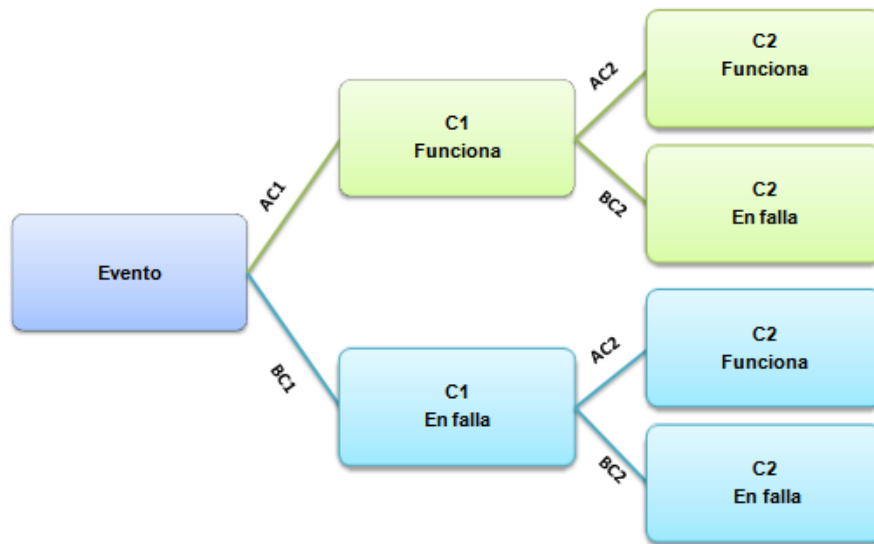 C2
Funciona
AC2
C1
Funciona
BC2
C2
En falla
AC1
Evento
BC1
C2
Funciona
AC2
C1
En falla
BC2
C2
En falla